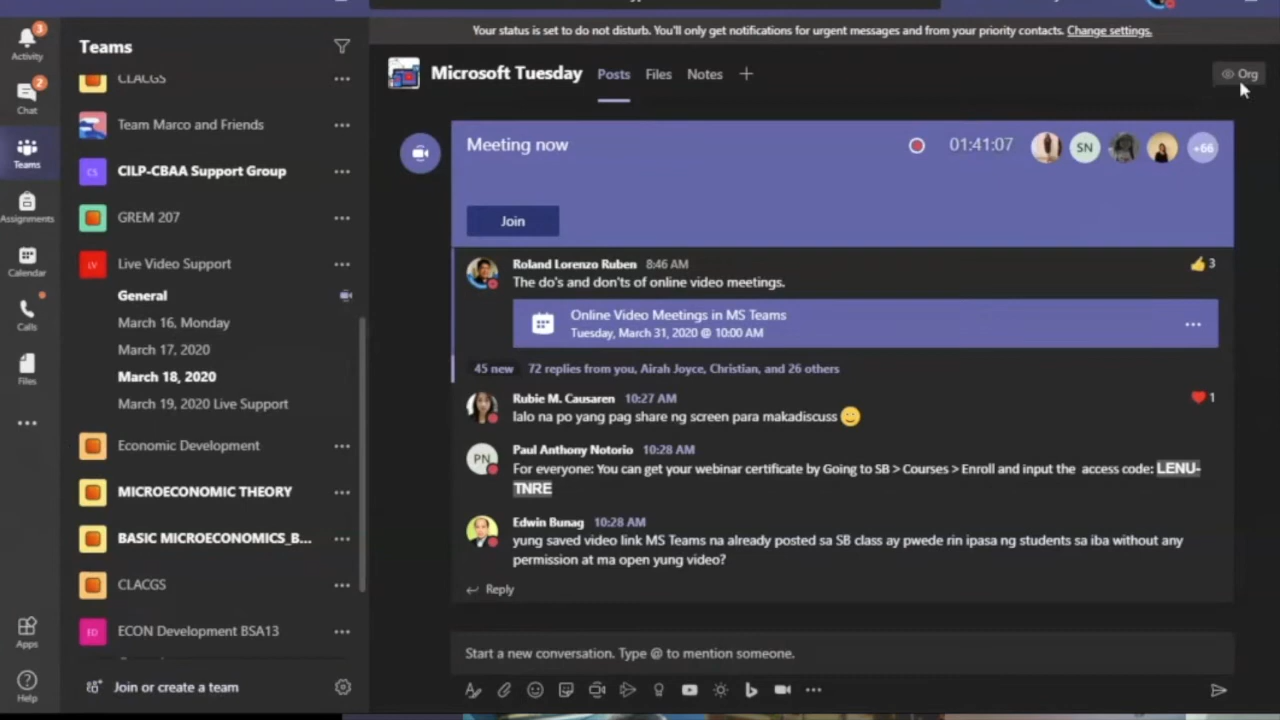 Your status is set to do not disturb. You'll only get notifications for urgent messages and from your priority contacts. Change settings.
3
Activity
2
Chat
Teams
Assignments
Calendar
Calls
Files
Apps
Help
Teams
CLACGS
Team Marco and Friends
CS
CILP-CBAA Support Group
GREM 207
LV
Live Video Support
General
March 16, Monday
March 17, 2020
March 18, 2020
March 19, 2020 Live Support
Economic Development
MICROECONOMIC THEORY
BASIC MICROECONOMICS_B...
CLACGS
ED
ECON Development BSA13
Join or create a team
Microsoft Tuesday
Posts
Files
Notes
Org
Meeting now
01:41:07
SN
+66
Join
Roland Lorenzo Ruben 8:46 AM
3
The do's and don'ts of online video meetings.
Online Video Meetings in MS Teams
Tuesday, March 31, 2020 @ 10:00 AM
45 new 72 replies from you, Airah Joyce, Christian, and 26 others
Rubie M. Causaren 10:27 AM
1
lalo na po yang pag share ng screen para makadiscuss
PN
Paul Anthony Notorio 10:28 AM
For everyone: You can get your webinar certificate by Going to SB > Courses > Enroll and input the access code: LENU-
TNRE
Edwin Bunag 10:28 AM
yung saved video link MS Teams na already posted sa SB class ay pwede rin ipasa ng students sa iba without any
permission at ma open yung video?
Reply
Start a new conversation. Type @ to mention someone.